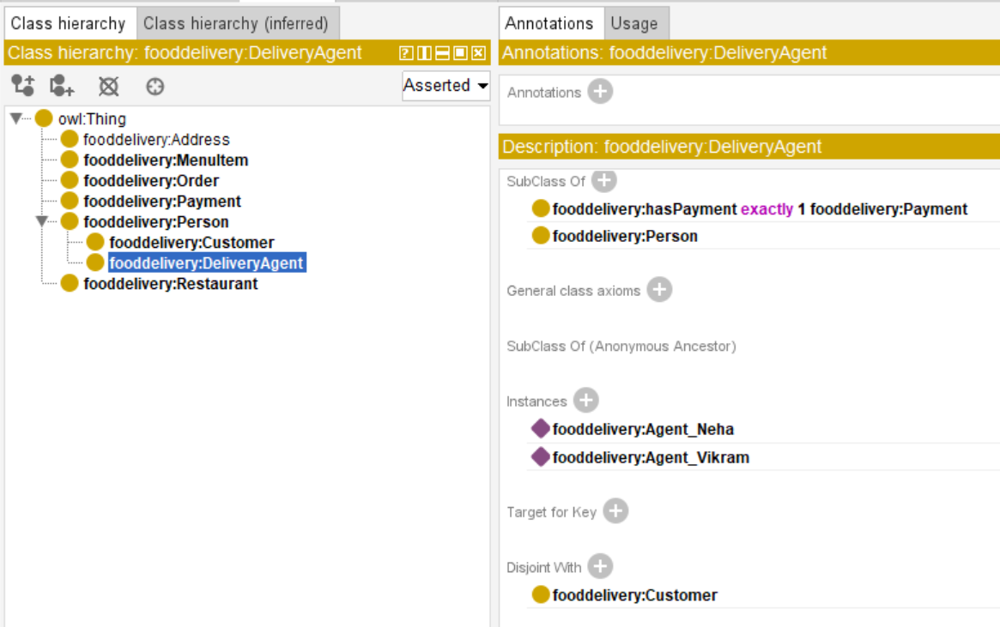 Class hierarchy Class hierarchy (inferred)
Class hierarchy: fooddelivery:DeliveryAgent
Asserted
owl:Thing
fooddelivery:Address
fooddelivery:MenuItem
fooddelivery:Order
fooddelivery:Payment
fooddelivery:Person
fooddelivery:Customer
fooddelivery:DeliveryAgent
fooddelivery:Restaurant
Annotations Usage
Annotations: fooddelivery:DeliveryAgent
Annotations
Description: fooddelivery:DeliveryAgent
SubClass Of
fooddelivery:hasPayment exactly 1 fooddelivery:Payment
fooddelivery:Person
General class axioms
SubClass Of (Anonymous Ancestor)
Instances
fooddelivery:Agent_Neha
fooddelivery:Agent_Vikram
Target for Key
Disjoint With
fooddelivery:Customer